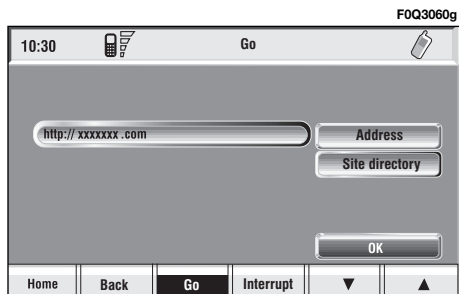 F0Q3060g
10:30 Go
http:// xxxxxxx .com
Address
Site directory
OK
Home Back Go Interrupt ▼ ▲